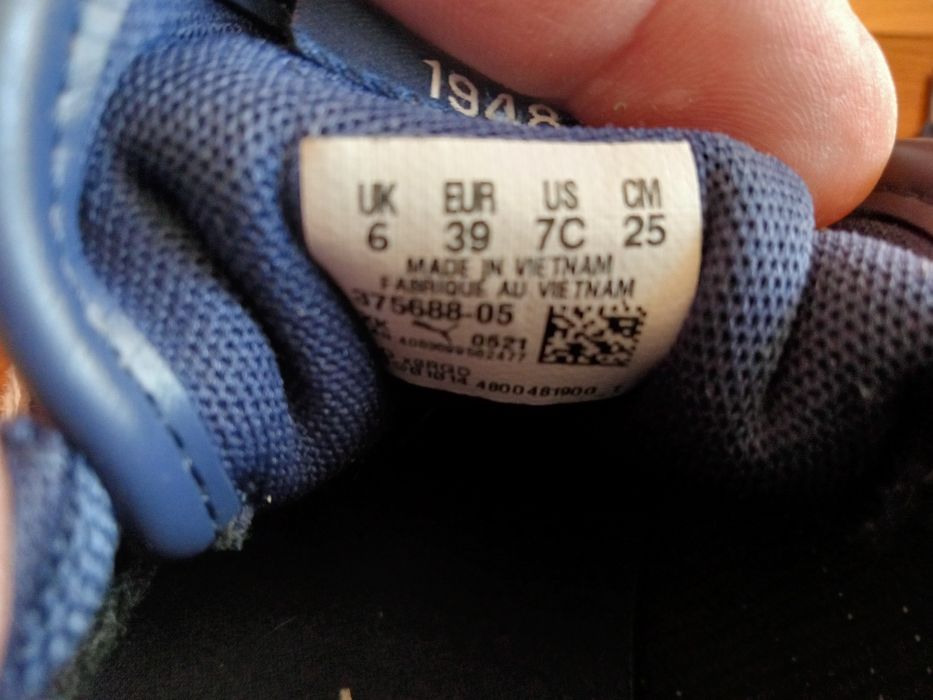 1948
UK EUR US CM
6 39 7C 25
MADE IN VIETNAM
FABRIQUE AU VIETNAM
375688-05
0521